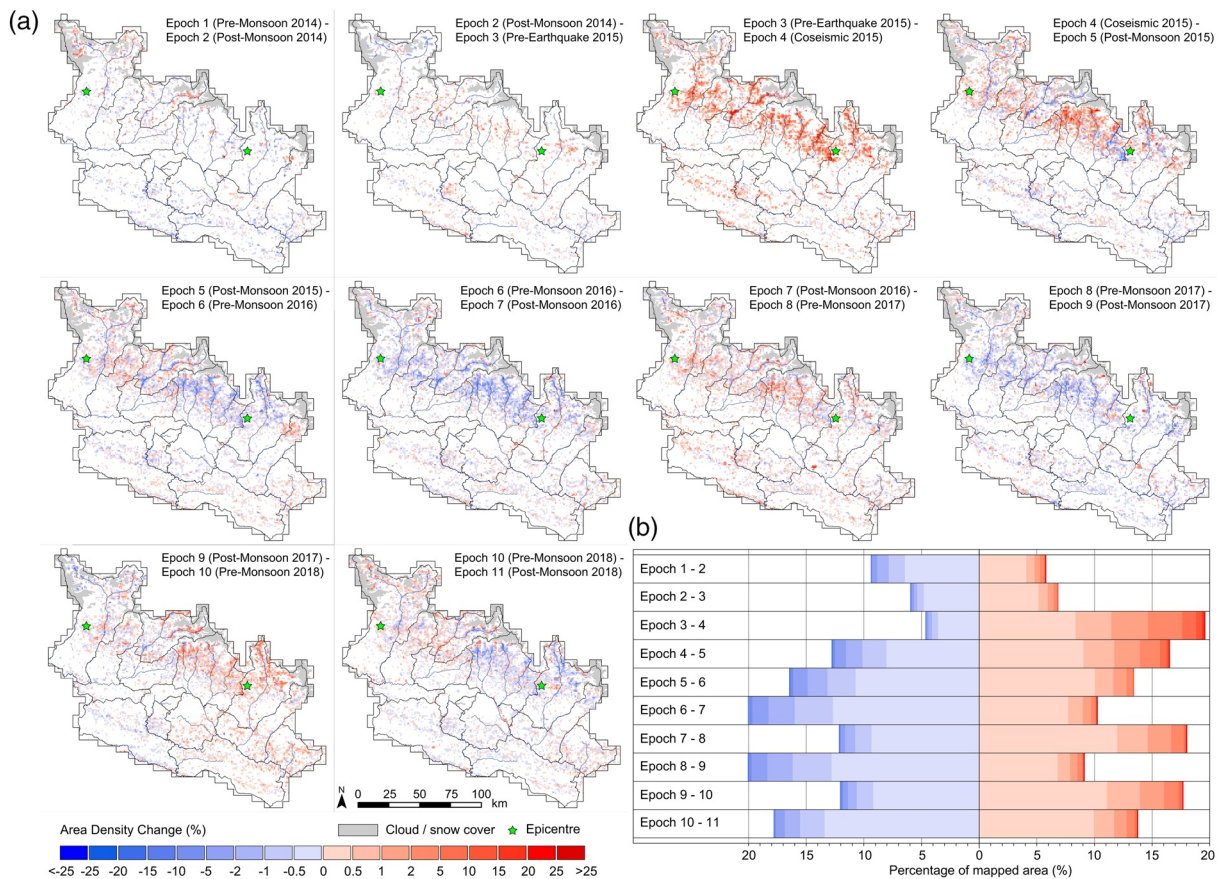 (a)
Epoch 1 (Pre-Monsoon 2014) -
Epoch 2 (Post-Monsoon 2014)
Epoch 2 (Post-Monsoon 2014) -
Epoch 3 (Pre-Earthquake 2015)
Epoch 3 (Pre-Earthquake 2015) -
Epoch 4 (Coseismic 2015)
Epoch 4 (Coseismic 2015) -
Epoch 5 (Post-Monsoon 2015)
Epoch 5 (Post-Monsoon 2015) -
Epoch 6 (Pre-Monsoon 2016)
Epoch 6 (Pre-Monsoon 2016) -
Epoch 7 (Post-Monsoon 2016)
Epoch 7 (Post-Monsoon 2016) -
Epoch 8 (Pre-Monsoon 2017)
Epoch 8 (Pre-Monsoon 2017) -
Epoch 9 (Post-Monsoon 2017)
Epoch 9 (Post-Monsoon 2017) -
Epoch 10 (Pre-Monsoon 2018)
Epoch 10 (Pre-Monsoon 2018) -
Epoch 11 (Post-Monsoon 2018)
N
0 25 50 75 100
km
Area Density Change (%)
Cloud / snow cover
Epicentre
<-25 -25 -20 -15 -10 -5 -2 -1 -0.5 0 0.5 1 2 5 10 15 20 25 >25
(b)
Epoch 1 - 2
Epoch 2 - 3
Epoch 3 - 4
Epoch 4 - 5
Epoch 5 - 6
Epoch 6 - 7
Epoch 7 - 8
Epoch 8 - 9
Epoch 9 - 10
Epoch 10 - 11
20 15 10 5 0 5 10 15 20
Percentage of mapped area (%)